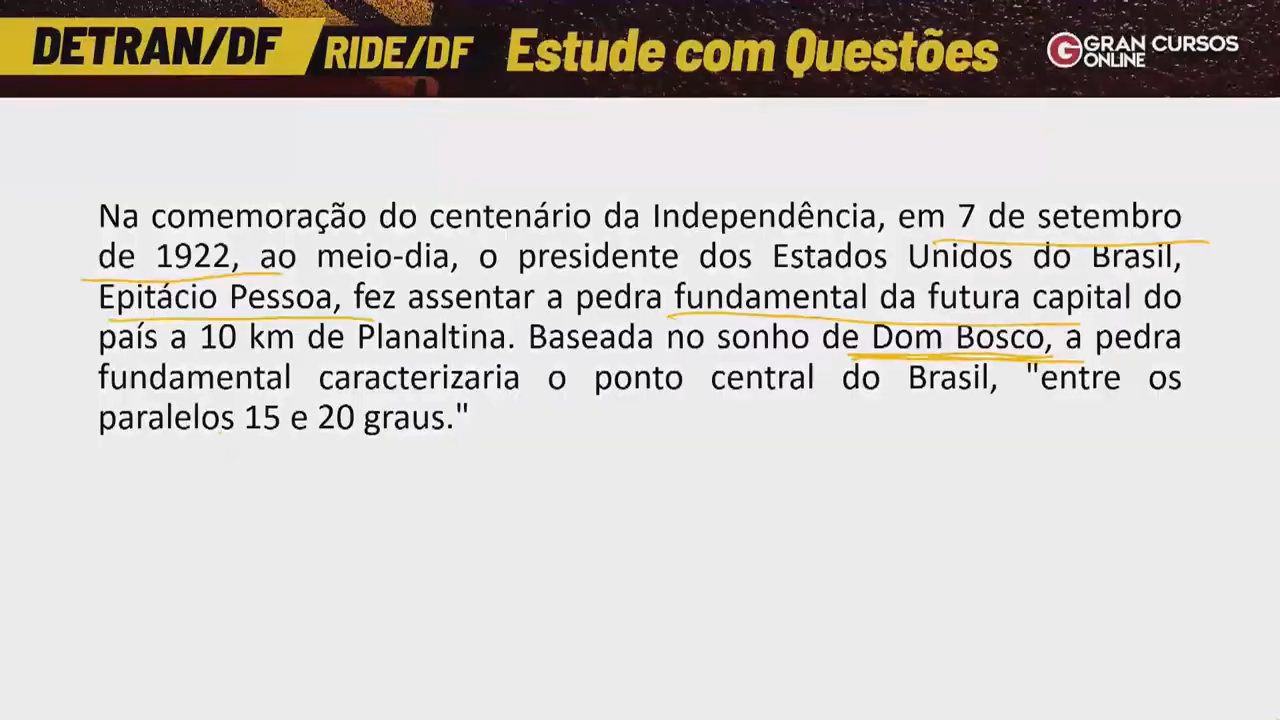 DETRAN/DF
RIDE/DF
Estude com Questões
GRAN CURSOS
ONLINE
Na comemoração do centenário da Independência, em 7 de setembro
de 1922, ao meio-dia, o presidente dos Estados Unidos do Brasil,
Epitácio Pessoa, fez assentar a pedra fundamental da futura capital do
país a 10 km de Planaltina. Baseada no sonho de Dom Bosco, a pedra
fundamental caracterizaria o ponto central do Brasil, "entre os
paralelos 15 e 20 graus."